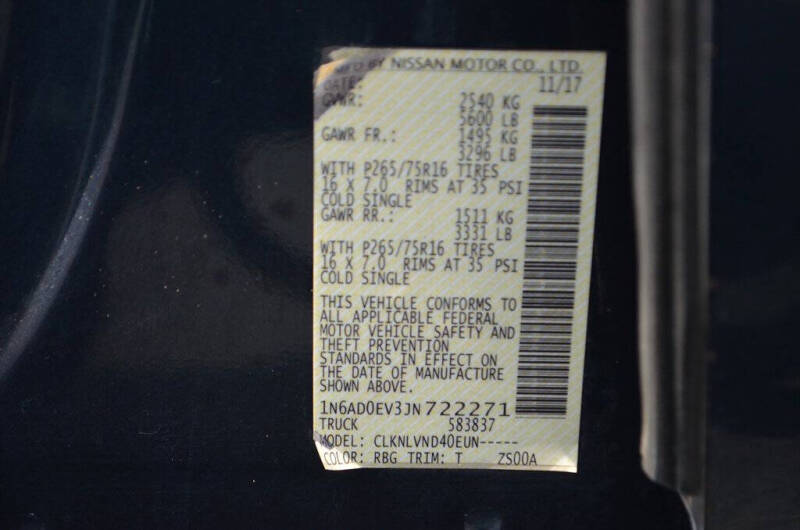 MFD BY NISSAN MOTOR CO., LTD.
DATE: 11/17
GVWR: 2540 KG
5600 LB
GAWR FR.: 1495 KG
3296 LB
WITH P265/75R16 TIRES
16 X 7.0 RIMS AT 35 PSI
COLD SINGLE
GAWR RR.: 1511 KG
3331 LB
WITH P265/75R16 TIRES
16 X 7.0 RIMS AT 35 PSI
COLD SINGLE
THIS VEHICLE CONFORMS TO
ALL APPLICABLE FEDERAL
MOTOR VEHICLE SAFETY AND
THEFT PREVENTION
STANDARDS IN EFFECT ON
THE DATE OF MANUFACTURE
SHOWN ABOVE.
1N6AD0EV3JN722271
TRUCK 583837
MODEL: CLKNLVND40EUN-----
COLOR: RBG TRIM: T ZS00A